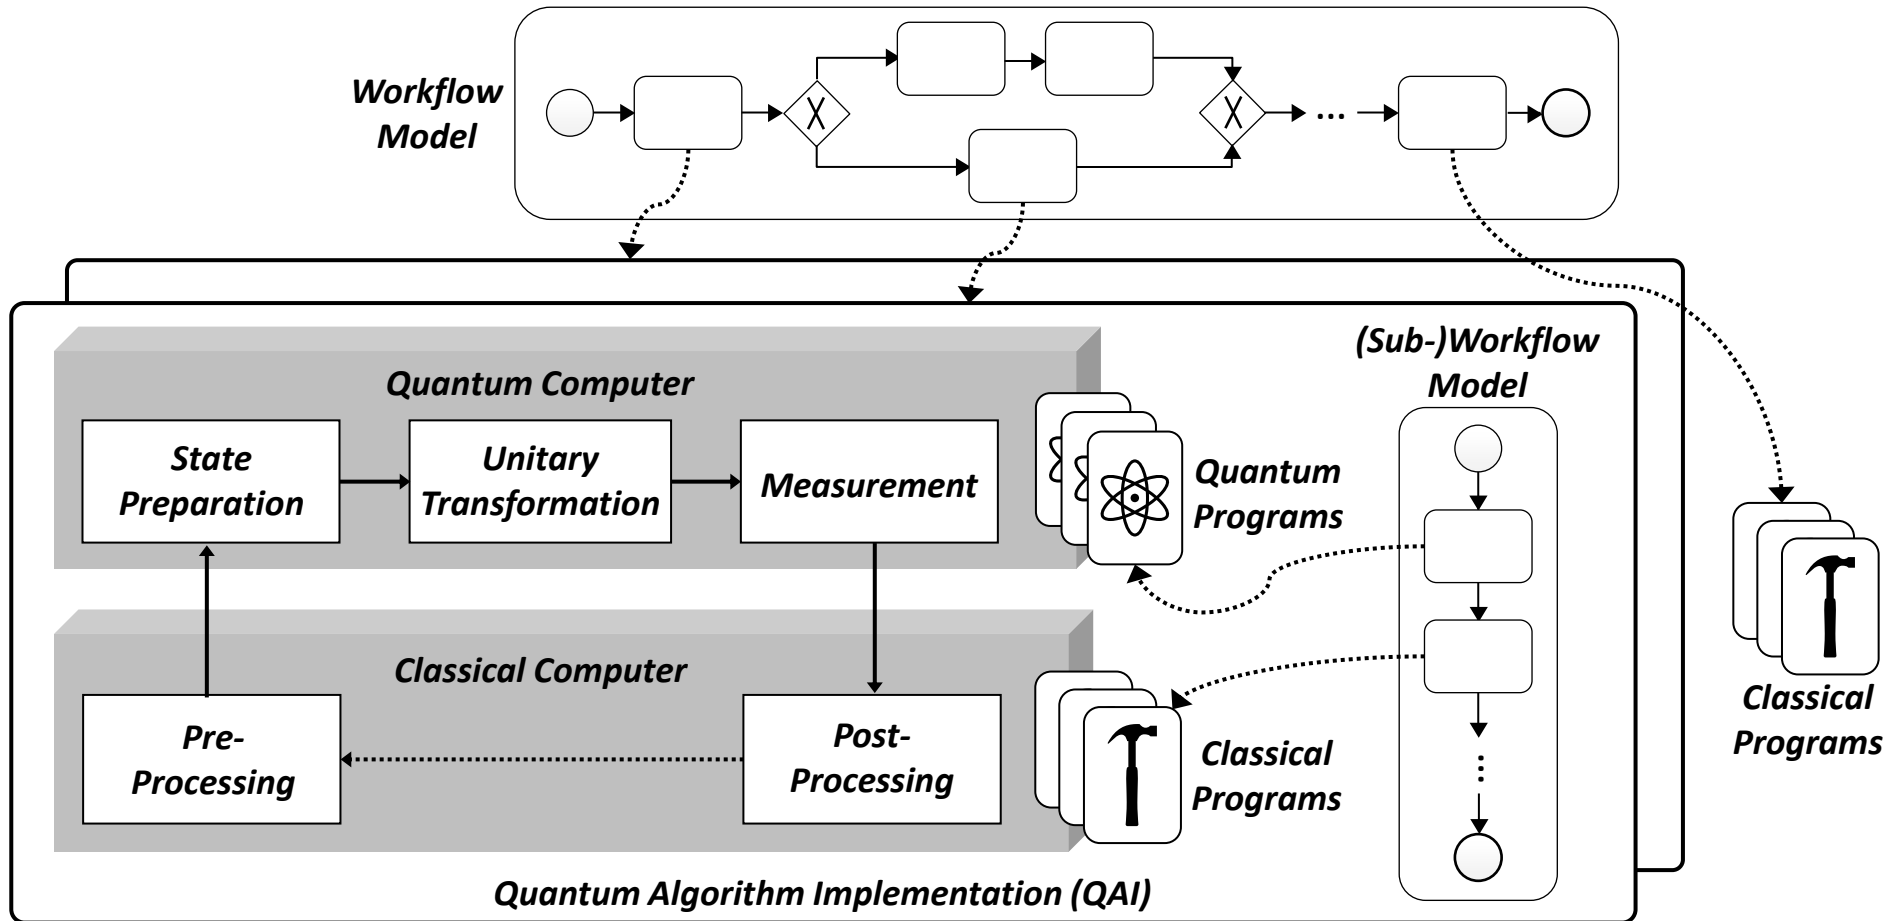 Workflow
Model
X
X
...
(Sub-)Workflow
Model
Quantum Computer
State
Preparation
Unitary
Transformation
Measurement
Quantum
Programs
Classical Computer
Pre-
Processing
Post-
Processing
Classical
Programs
...
Classical
Programs
Quantum Algorithm Implementation (QAI)